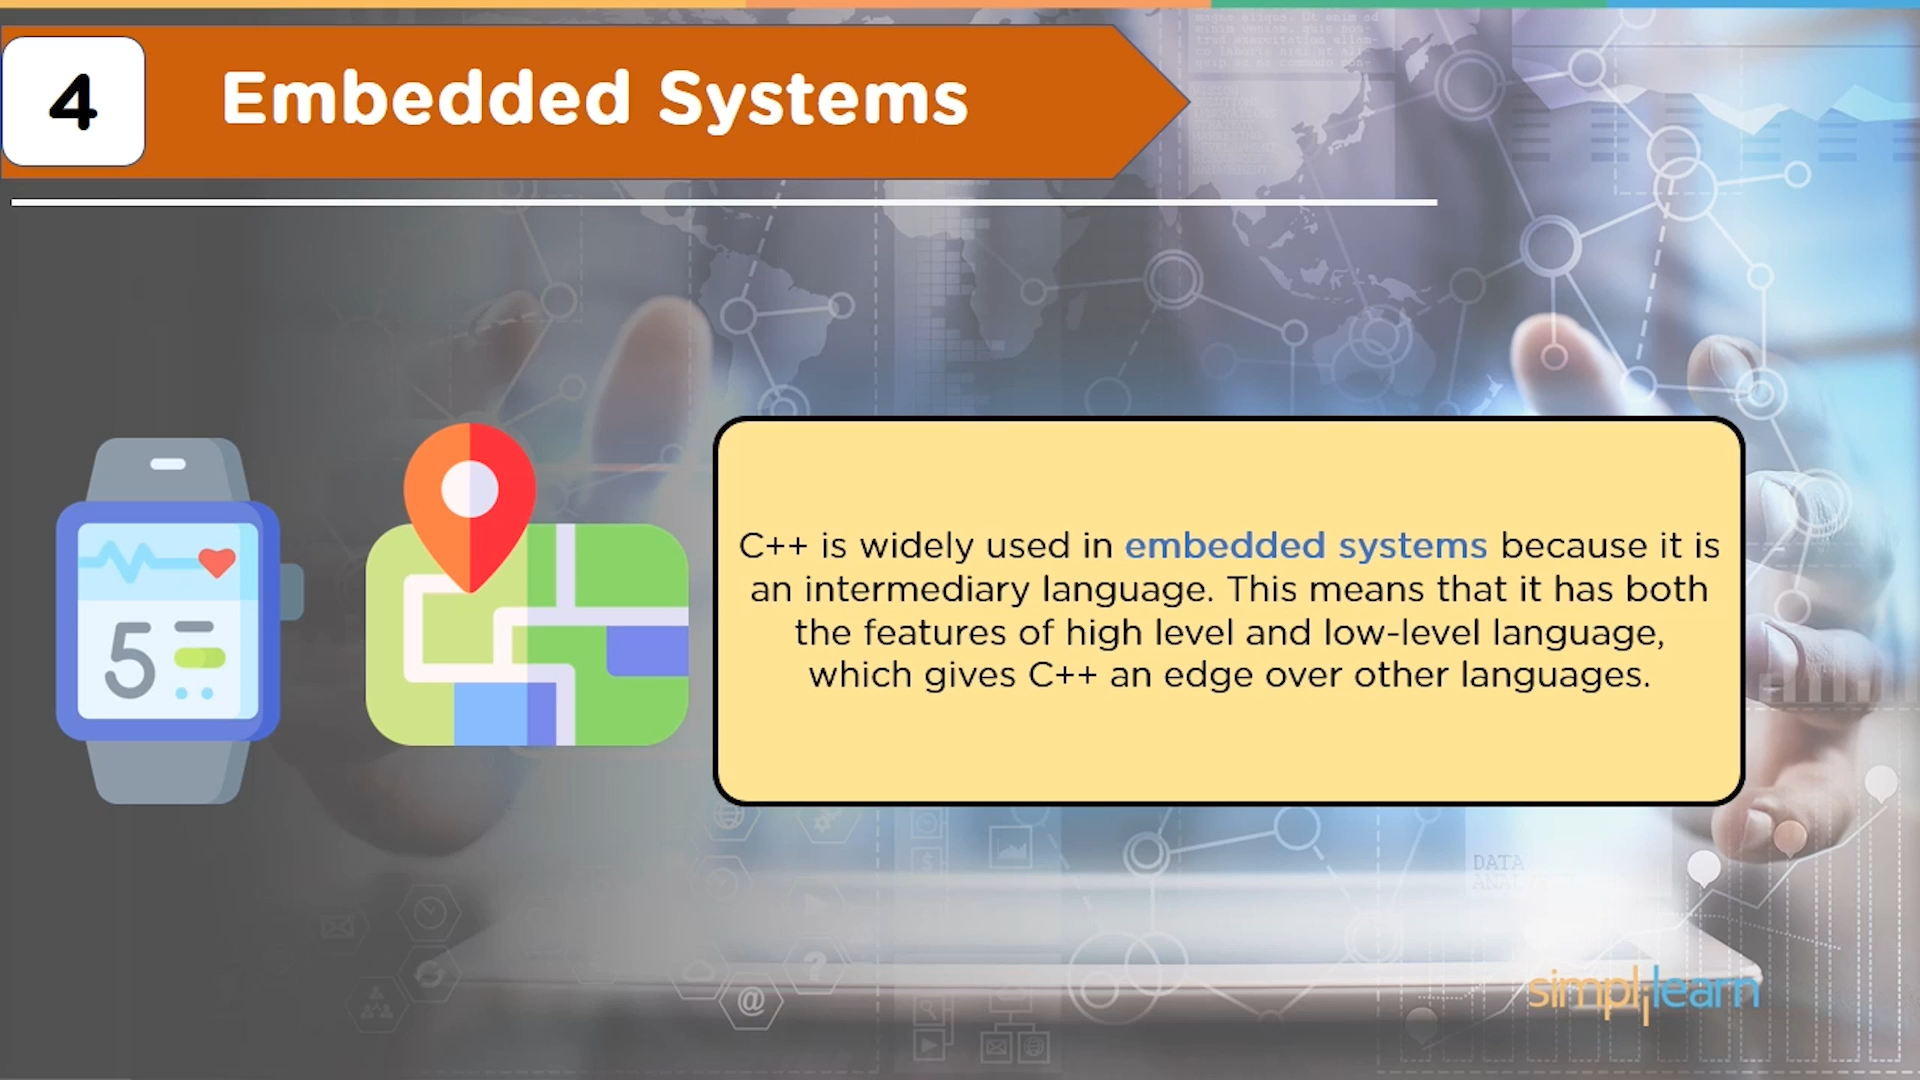 4
Embedded Systems
5
C++ is widely used in embedded systems because it is
an intermediary language. This means that it has both
the features of high level and low-level language,
which gives C++ an edge over other languages.
DATA
@
?
simplilearn